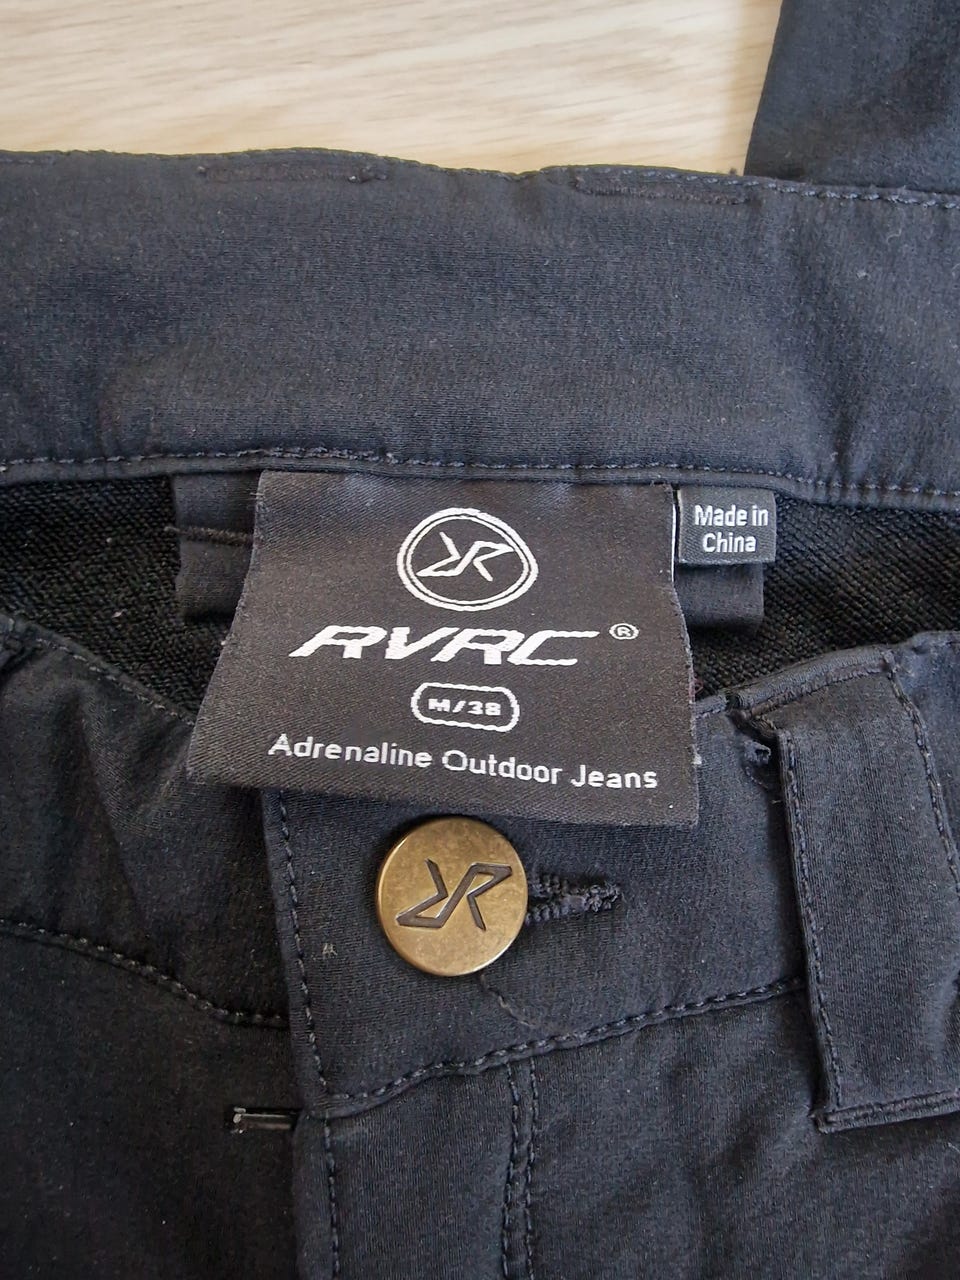 RVRC®
M/38
Adrenaline Outdoor Jeans
Made in
China